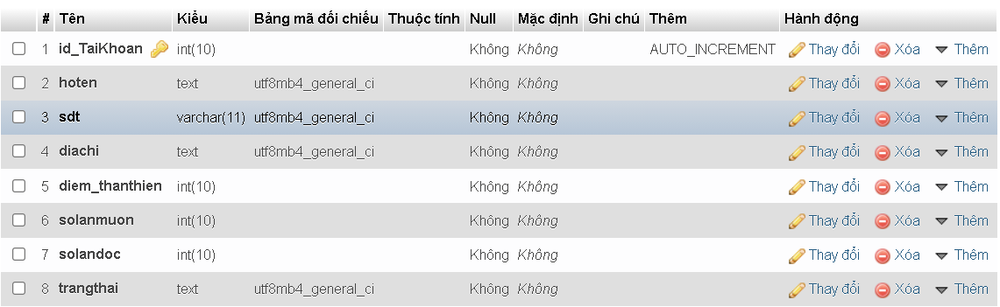 # Tên Kiểu Bảng mã đối chiếu Thuộc tính Null Mặc định Ghi chú Thêm Hành động
1 id_TaiKhoan int(10) Không Không AUTO_INCREMENT Thay đổi Xóa Thêm
2 hoten text utf8mb4_general_ci Không Không Thay đổi Xóa Thêm
3 sdt varchar(11) utf8mb4_general_ci Không Không Thay đổi Xóa Thêm
4 diachi text utf8mb4_general_ci Không Không Thay đổi Xóa Thêm
5 diem_thanthien int(10) Không Không Thay đổi Xóa Thêm
6 solanmuon int(10) Không Không Thay đổi Xóa Thêm
7 solandoc int(10) Không Không Thay đổi Xóa Thêm
8 trangthai text utf8mb4_general_ci Không Không Thay đổi Xóa Thêm